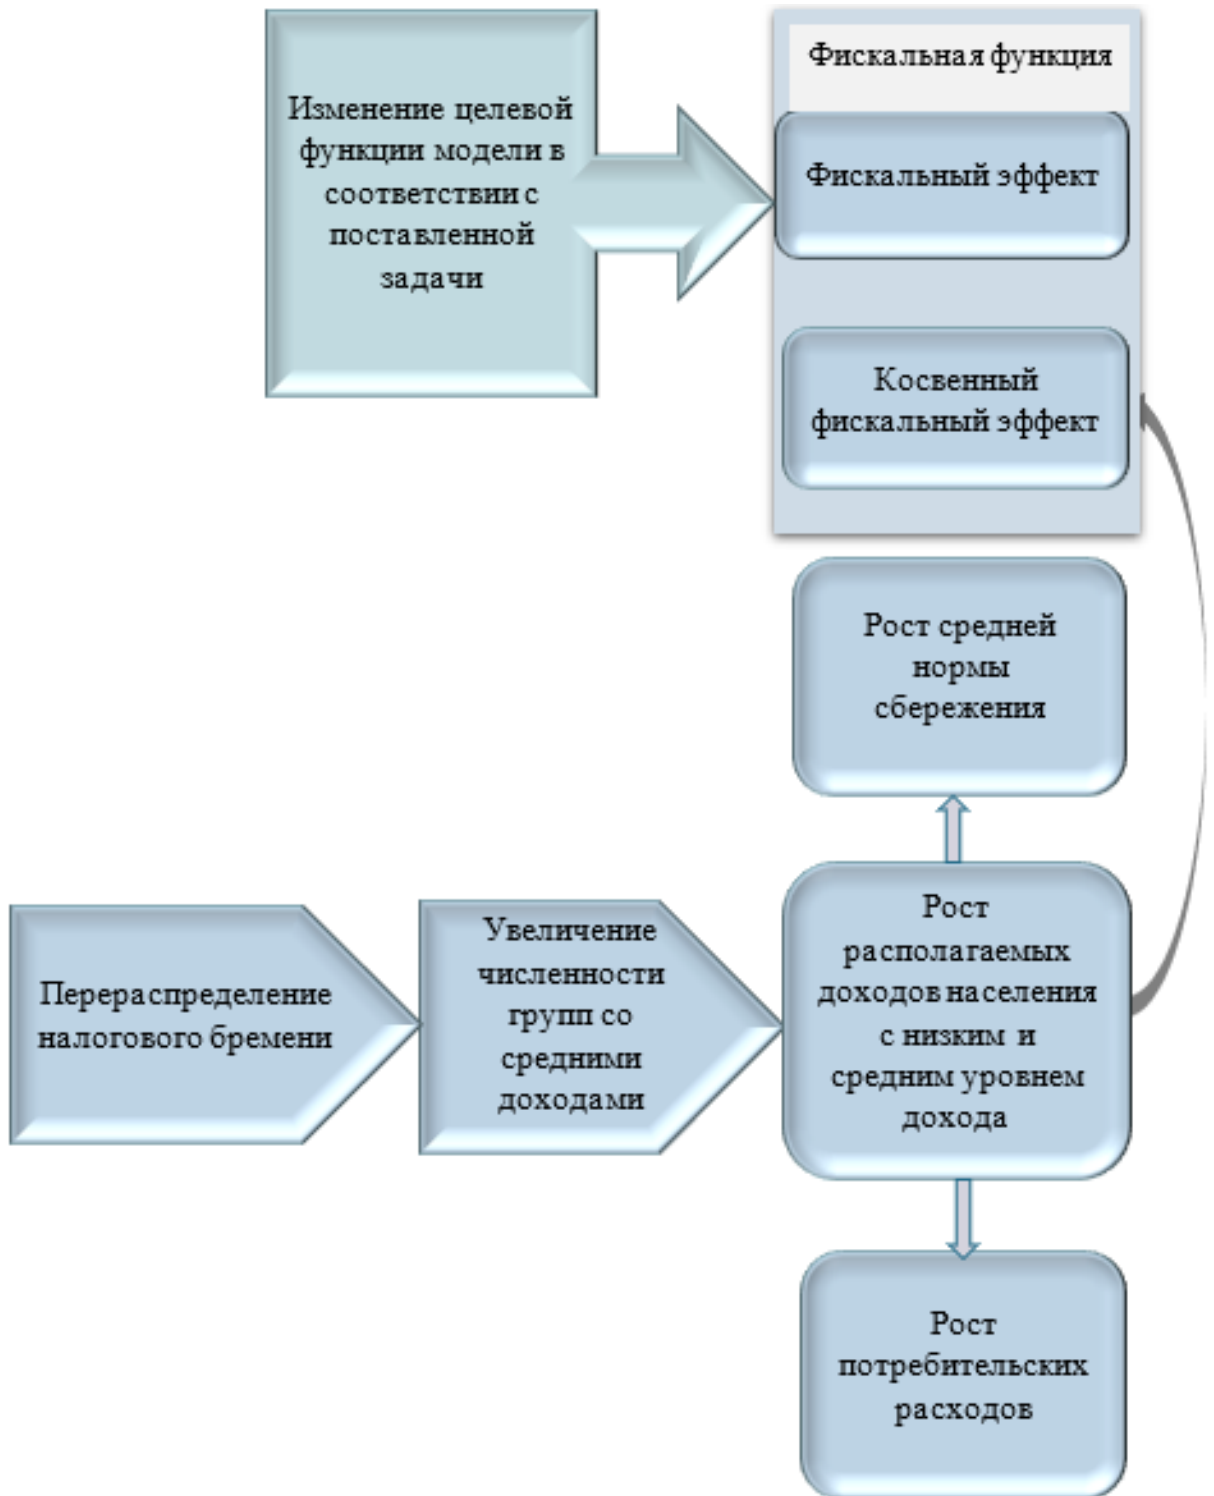 Изменение целевой
функции модели в
соответствии с
поставленной
задачи
Фискальная функция
Фискальный эффект
Косвенный
фискальный эффект
Рост средней
нормы
сбережения
Перераспределение
налогового бремени
Увеличение
численности
групп со
средними
доходами
Рост
располагаемых
доходов населения
с низким и
средним уровнем
дохода
Рост
потребительских
расходов